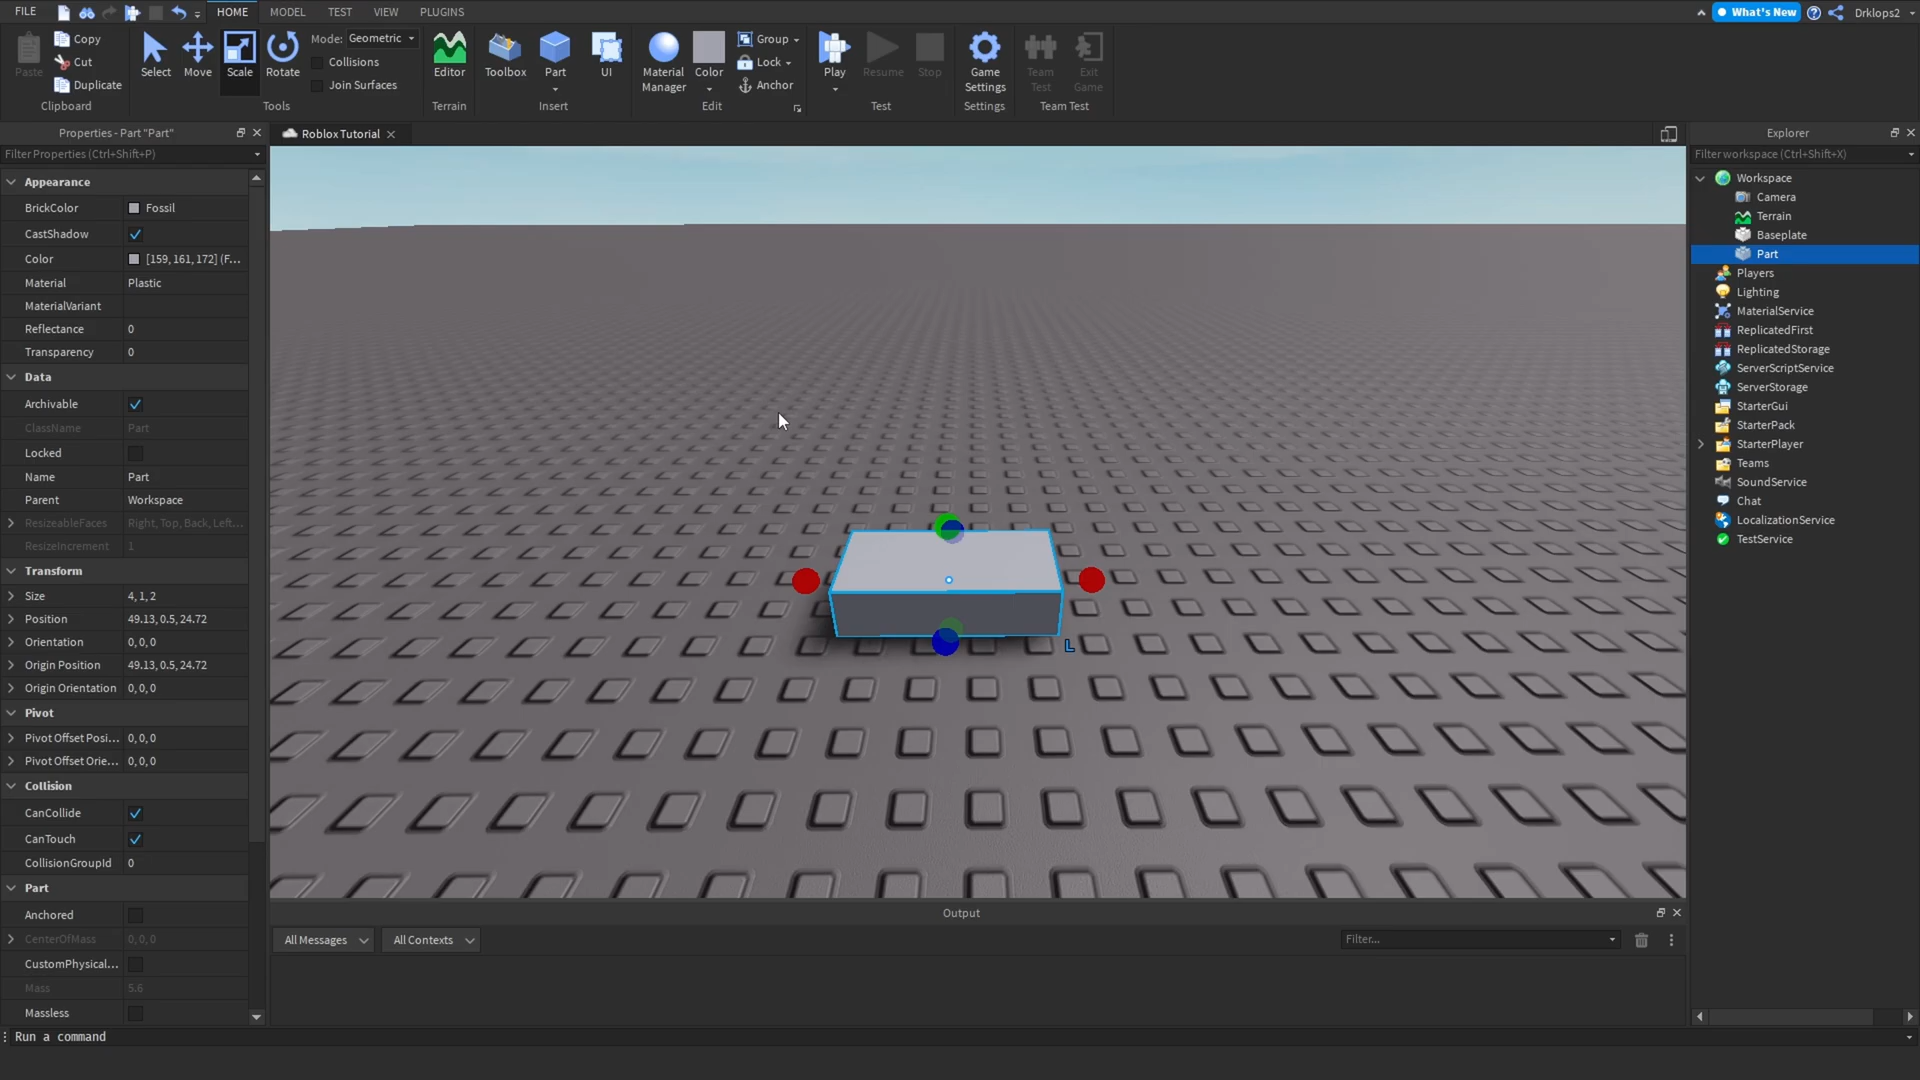 FILE
HOME
MODEL
TEST
VIEW
PLUGINS
What's New
Drklops2
Paste
Copy
Cut
Duplicate
Clipboard
Select
Move
Scale
Rotate
Mode: Geometric
Collisions
Join Surfaces
Tools
Editor
Terrain
Toolbox
Part
UI
Insert
Material
Manager
Color
Group
Lock
Anchor
Edit
Play
Resume
Stop
Test
Game
Settings
Settings
Team
Test
Exit
Game
Team Test
Properties - Part "Part"
Filter Properties (Ctrl+Shift+P)
Appearance
BrickColor Fossil
CastShadow
Color [159, 161, 172] (F...
Material Plastic
MaterialVariant
Reflectance 0
Transparency 0
Data
Archivable
ClassName Part
Locked
Name Part
Parent Workspace
ResizeableFaces Right, Top, Back, Left...
ResizeIncrement 1
Transform
Size 4, 1, 2
Position 49.13, 0.5, 24.72
Orientation 0, 0, 0
Origin Position 49.13, 0.5, 24.72
Origin Orientation 0, 0, 0
Pivot
Pivot Offset Posi... 0, 0, 0
Pivot Offset Orie... 0, 0, 0
Collision
CanCollide
CanTouch
CollisionGroupId 0
Part
Anchored
CenterOfMass 0, 0, 0
CustomPhysical...
Mass 5.6
Massless
Roblox Tutorial
L
Output
All Messages
All Contexts
Filter...
Explorer
Filter workspace (Ctrl+Shift+X)
Workspace
Camera
Terrain
Baseplate
Part
Players
Lighting
MaterialService
ReplicatedFirst
ReplicatedStorage
ServerScriptService
ServerStorage
StarterGui
StarterPack
StarterPlayer
Teams
SoundService
Chat
LocalizationService
TestService
Run a command